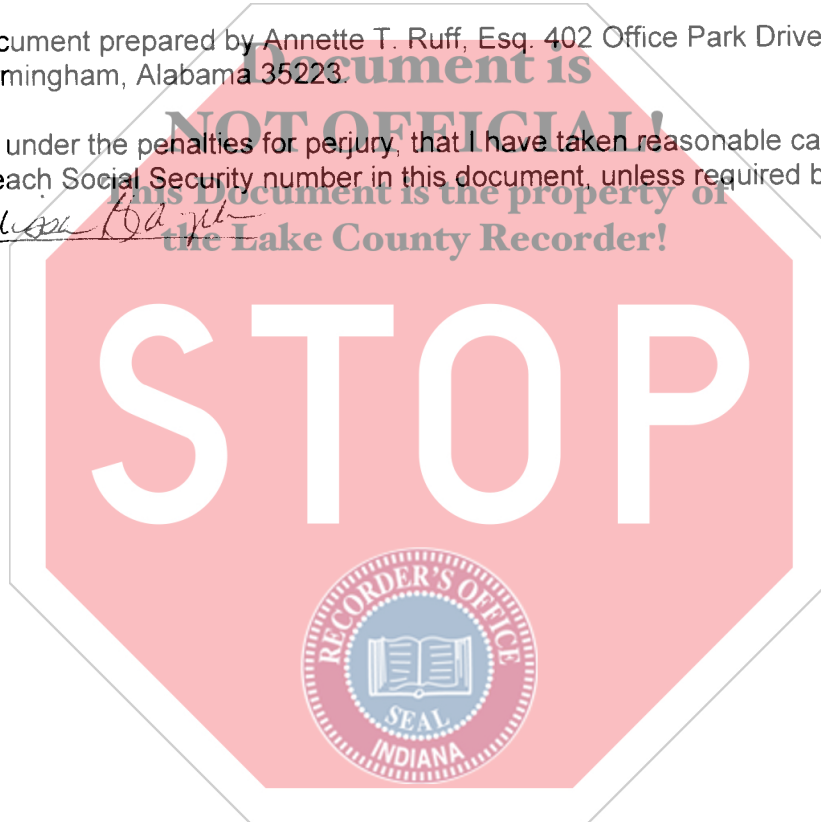 cument prepared by Annette T. Ruff, Esq. 402 Office Park Drive
mingham, Alabama 35223.
Document is
NOT OFFICIAL!
under the penalties for perjury, that I have taken reasonable ca
each Social Security number in this document, unless required b
This Document is the property of
the Lake County Recorder!
STOP
RECORDER'S OFFICE
SEAL
INDIANA